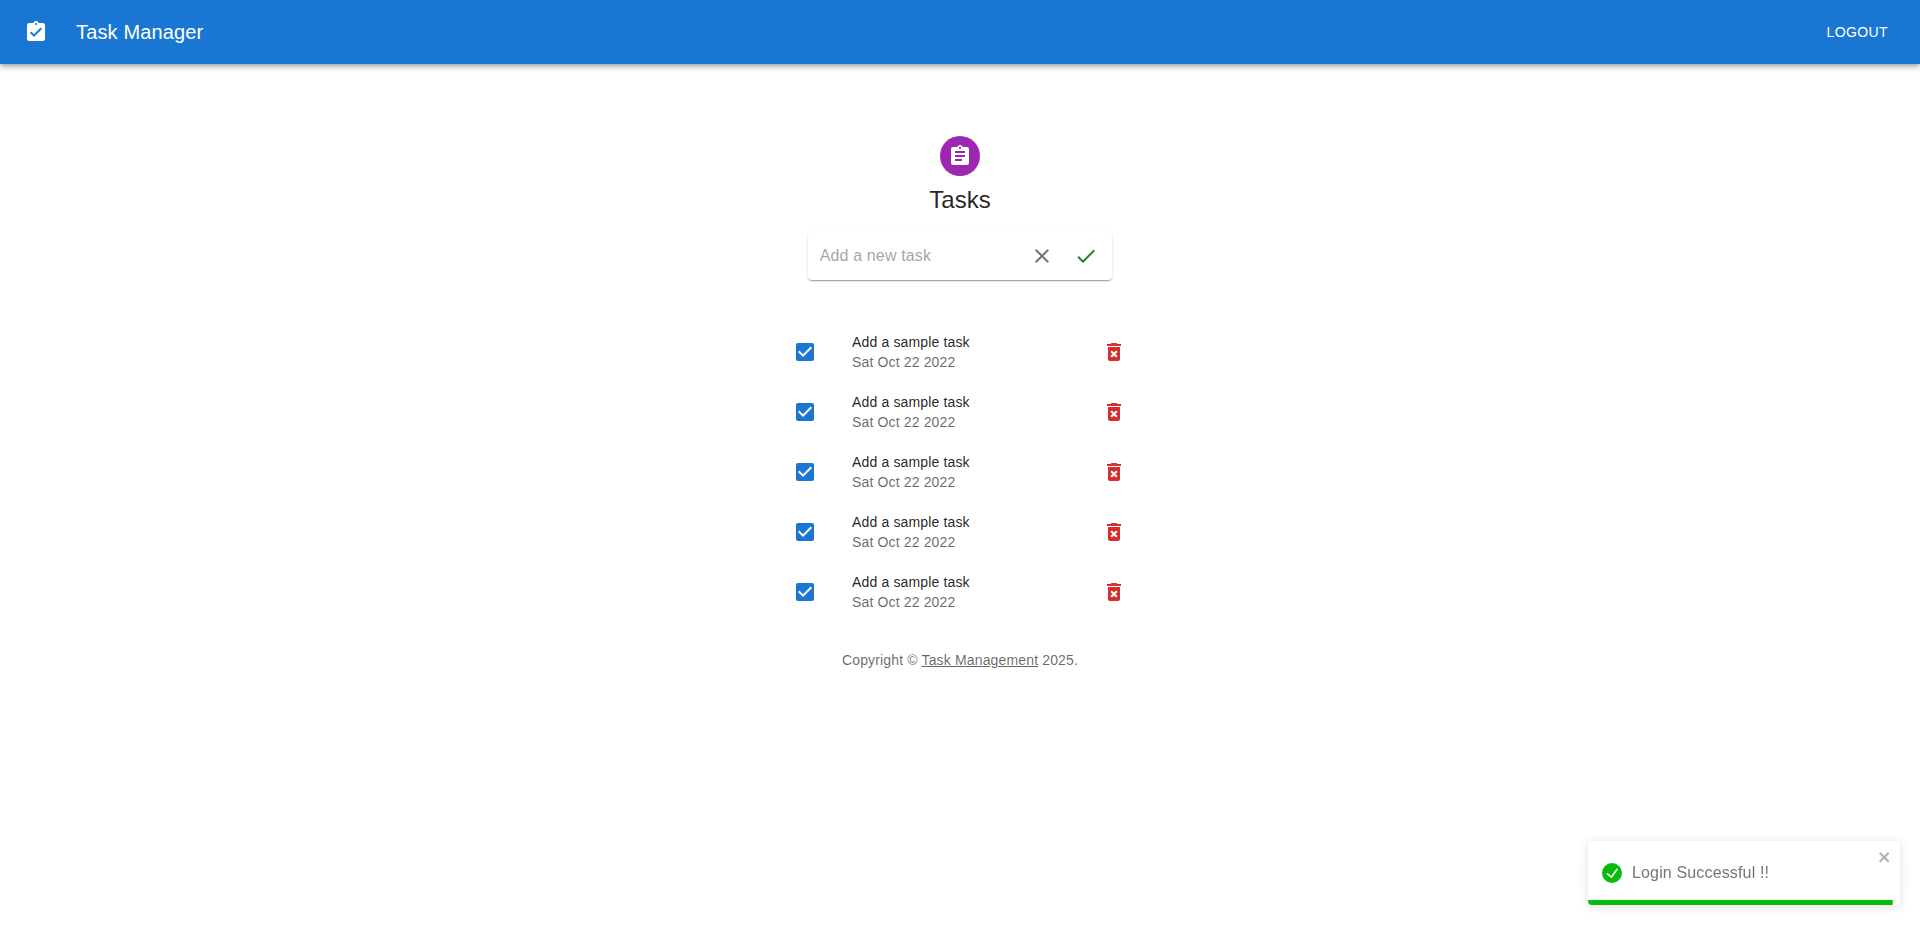 Task Manager
LOGOUT
Tasks
Add a new task
Add a sample task
Sat Oct 22 2022
Add a sample task
Sat Oct 22 2022
Add a sample task
Sat Oct 22 2022
Add a sample task
Sat Oct 22 2022
Add a sample task
Sat Oct 22 2022
Copyright © Task Management 2025.
Login Successful !!